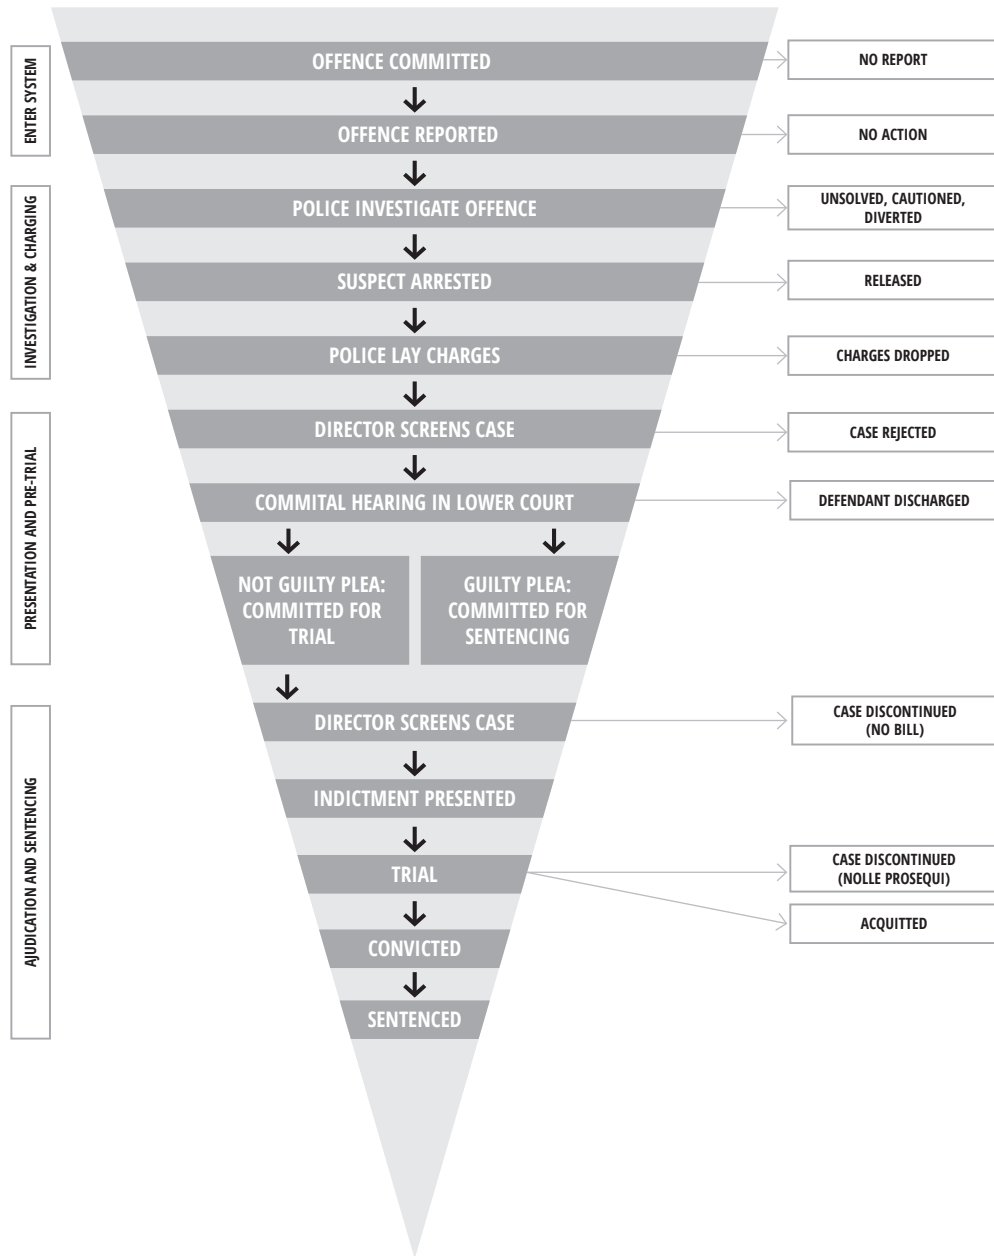 ENTER SYSTEM
OFFENCE COMMITTED
NO REPORT
OFFENCE REPORTED
NO ACTION
INVESTIGATION & CHARGING
POLICE INVESTIGATE OFFENCE
UNSOLVED, CAUTIONED,
DIVERTED
SUSPECT ARRESTED
RELEASED
POLICE LAY CHARGES
CHARGES DROPPED
PRESENTATION AND PRE-TRIAL
DIRECTOR SCREENS CASE
CASE REJECTED
COMMITAL HEARING IN LOWER COURT
DEFENDANT DISCHARGED
NOT GUILTY PLEA:
COMMITTED FOR
TRIAL
GUILTY PLEA:
COMMITTED FOR
SENTENCING
AJUDICATION AND SENTENCING
DIRECTOR SCREENS CASE
CASE DISCONTINUED
(NO BILL)
INDICTMENT PRESENTED
TRIAL
CASE DISCONTINUED
(NOLLE PROSEQUI)
ACQUITTED
CONVICTED
SENTENCED